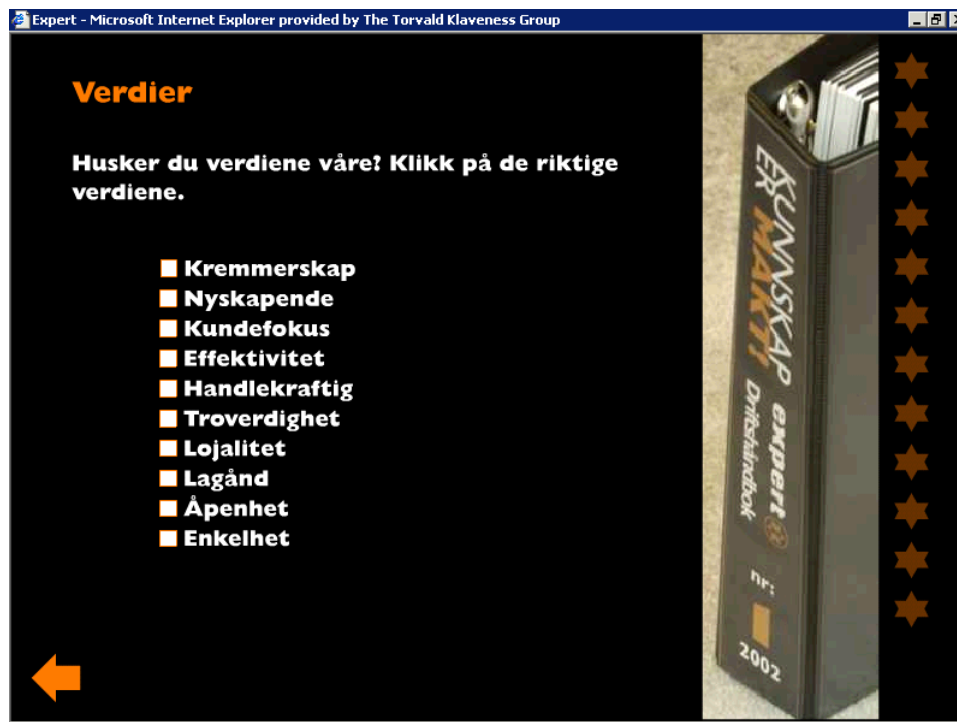 Expert - Microsoft Internet Explorer provided by The Torvald Klaveness Group
Verdier
Husker du verdiene våre? Klikk på de riktige
verdiene.
Kremmerskap
Nyskapende
Kundefokus
Effektivitet
Handlekraftig
Troverdighet
Lojalitet
Lagånd
Åpenhet
Enkelhet
KUNNSKAP
ER MAKT!
expert
Driftshåndbok
nr:
2002